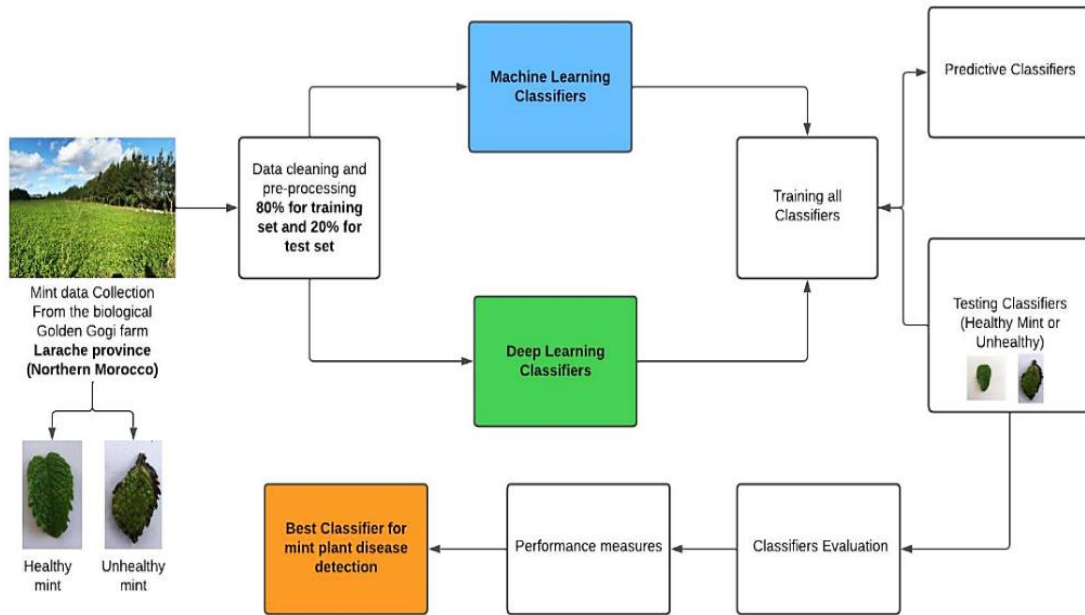 Mint data Collection
From the biological
Golden Gogi farm
Larache province
(Northern Morocco)
Healthy
mint
Unhealthy
mint
Data cleaning and
pre-processing
80% for training
set and 20% for
test set
Machine Learning
Classifiers
Deep Learning
Classifiers
Training all
Classifiers
Predictive Classifiers
Testing Classifiers
(Healthy Mint or
Unhealthy)
Classifiers Evaluation
Performance measures
Best Classifier for
mint plant disease
detection